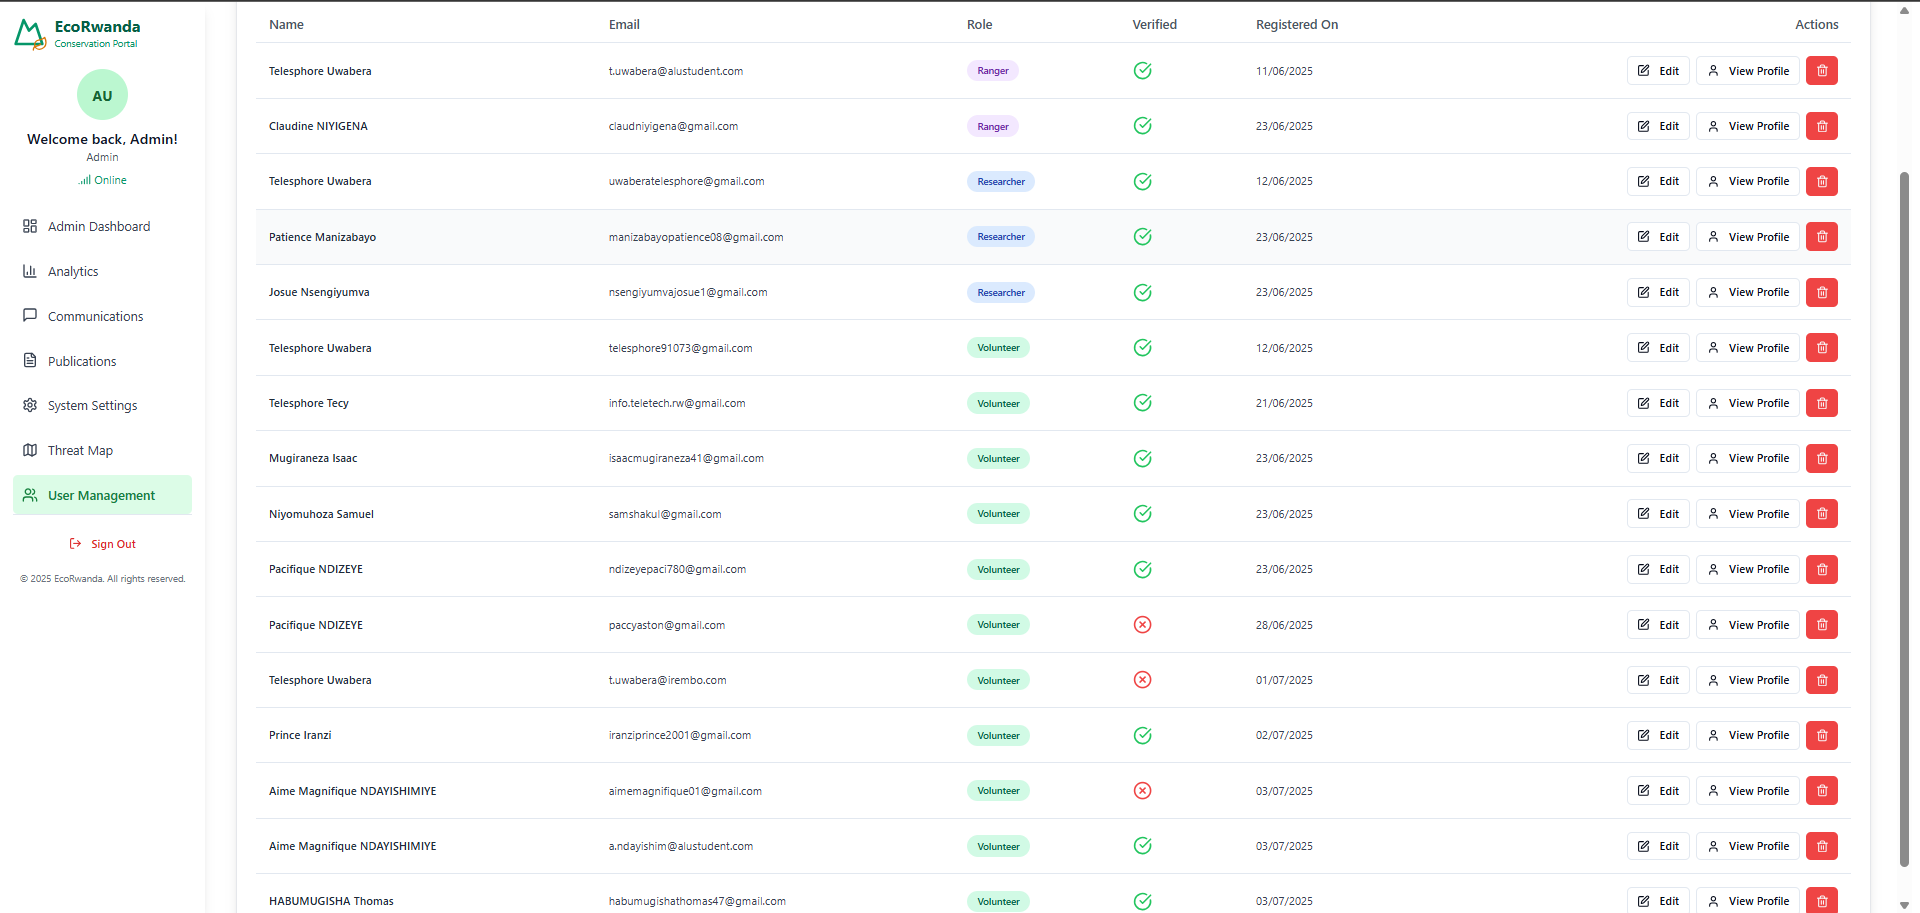 EcoRwanda
Conservation Portal
AU
Welcome back, Admin!
Admin
Online
Admin Dashboard
Analytics
Communications
Publications
System Settings
Threat Map
User Management
Sign Out
© 2025 EcoRwanda. All rights reserved.
Name Email Role Verified Registered On Actions
Telesphore Uwabera t.uwabera@alustudent.com Ranger 11/06/2025 Edit View Profile
Claudine NIYIGENA claudniyigena@gmail.com Ranger 23/06/2025 Edit View Profile
Telesphore Uwabera uwaberatelesphore@gmail.com Researcher 12/06/2025 Edit View Profile
Patience Manizabayo manizabayopatience08@gmail.com Researcher 23/06/2025 Edit View Profile
Josue Nsengiyumva nsengiyumvajosue1@gmail.com Researcher 23/06/2025 Edit View Profile
Telesphore Uwabera telesphore91073@gmail.com Volunteer 12/06/2025 Edit View Profile
Telesphore Tecy info.teletech.rw@gmail.com Volunteer 21/06/2025 Edit View Profile
Mugiraneza Isaac isaacmugiraneza41@gmail.com Volunteer 23/06/2025 Edit View Profile
Niyomuhoza Samuel samshakul@gmail.com Volunteer 23/06/2025 Edit View Profile
Pacifique NDIZEYE ndizeyepaci780@gmail.com Volunteer 23/06/2025 Edit View Profile
Pacifique NDIZEYE paccyaston@gmail.com Volunteer 28/06/2025 Edit View Profile
Telesphore Uwabera t.uwabera@irembo.com Volunteer 01/07/2025 Edit View Profile
Prince Iranzi iranziprince2001@gmail.com Volunteer 02/07/2025 Edit View Profile
Aime Magnifique NDAYISHIMIYE aimemagnifique01@gmail.com Volunteer 03/07/2025 Edit View Profile
Aime Magnifique NDAYISHIMIYE a.ndayishim@alustudent.com Volunteer 03/07/2025 Edit View Profile
HABUMUGISHA Thomas habumugishathomas47@gmail.com Volunteer 03/07/2025 Edit View Profile